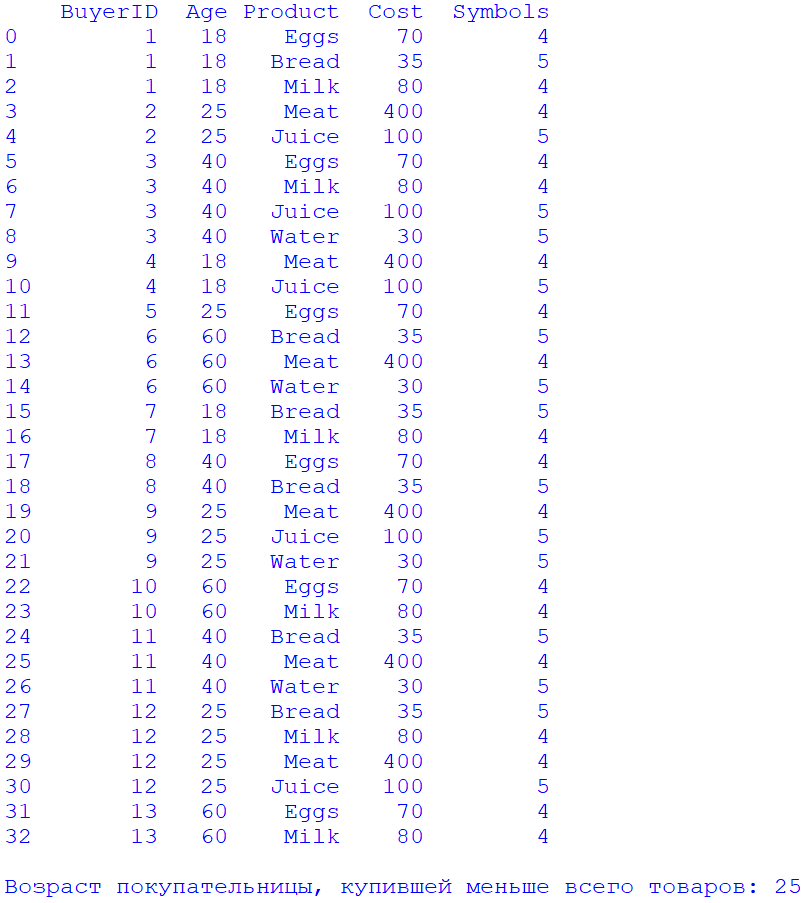 BuyerID Age Product Cost Symbols
0 1 18 Eggs 70 4
1 1 18 Bread 35 5
2 1 18 Milk 80 4
3 2 25 Meat 400 4
4 2 25 Juice 100 5
5 3 40 Eggs 70 4
6 3 40 Milk 80 4
7 3 40 Juice 100 5
8 3 40 Water 30 5
9 4 18 Meat 400 4
10 4 18 Juice 100 5
11 5 25 Eggs 70 4
12 6 60 Bread 35 5
13 6 60 Meat 400 4
14 6 60 Water 30 5
15 7 18 Bread 35 5
16 7 18 Milk 80 4
17 8 40 Eggs 70 4
18 8 40 Bread 35 5
19 9 25 Meat 400 4
20 9 25 Juice 100 5
21 9 25 Water 30 5
22 10 60 Eggs 70 4
23 10 60 Milk 80 4
24 11 40 Bread 35 5
25 11 40 Meat 400 4
26 11 40 Water 30 5
27 12 25 Bread 35 5
28 12 25 Milk 80 4
29 12 25 Meat 400 4
30 12 25 Juice 100 5
31 13 60 Eggs 70 4
32 13 60 Milk 80 4
Возраст покупательницы, купившей меньше всего товаров: 25